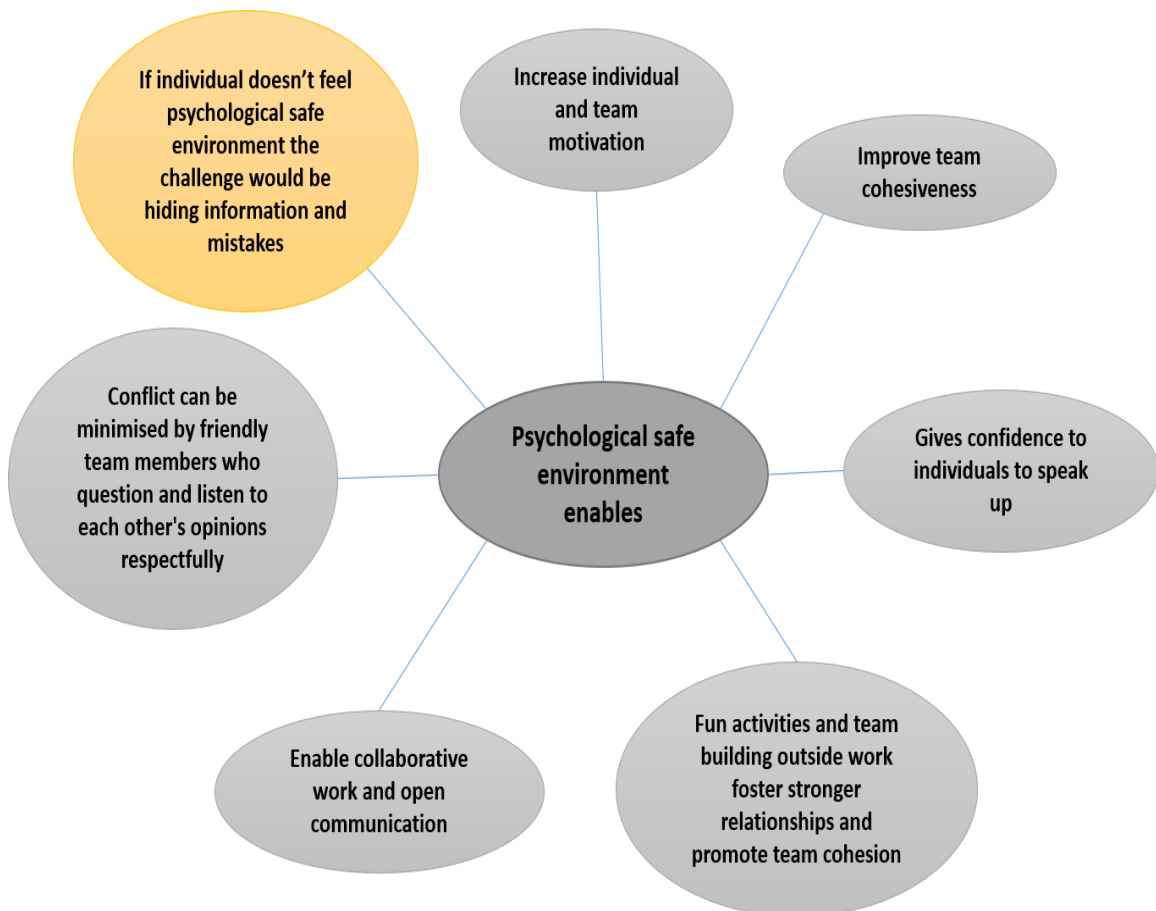 If individual doesn’t feel
psychological safe
environment the
challenge would be
hiding information and
mistakes
Increase individual
and team
motivation
Improve team
cohesiveness
Conflict can be
minimised by friendly
team members who
question and listen to
each other's opinions
respectfully
Psychological safe
environment
enables
Gives confidence to
individuals to speak
up
Enable collaborative
work and open
communication
Fun activities and team
building outside work
foster stronger
relationships and
promote team cohesion